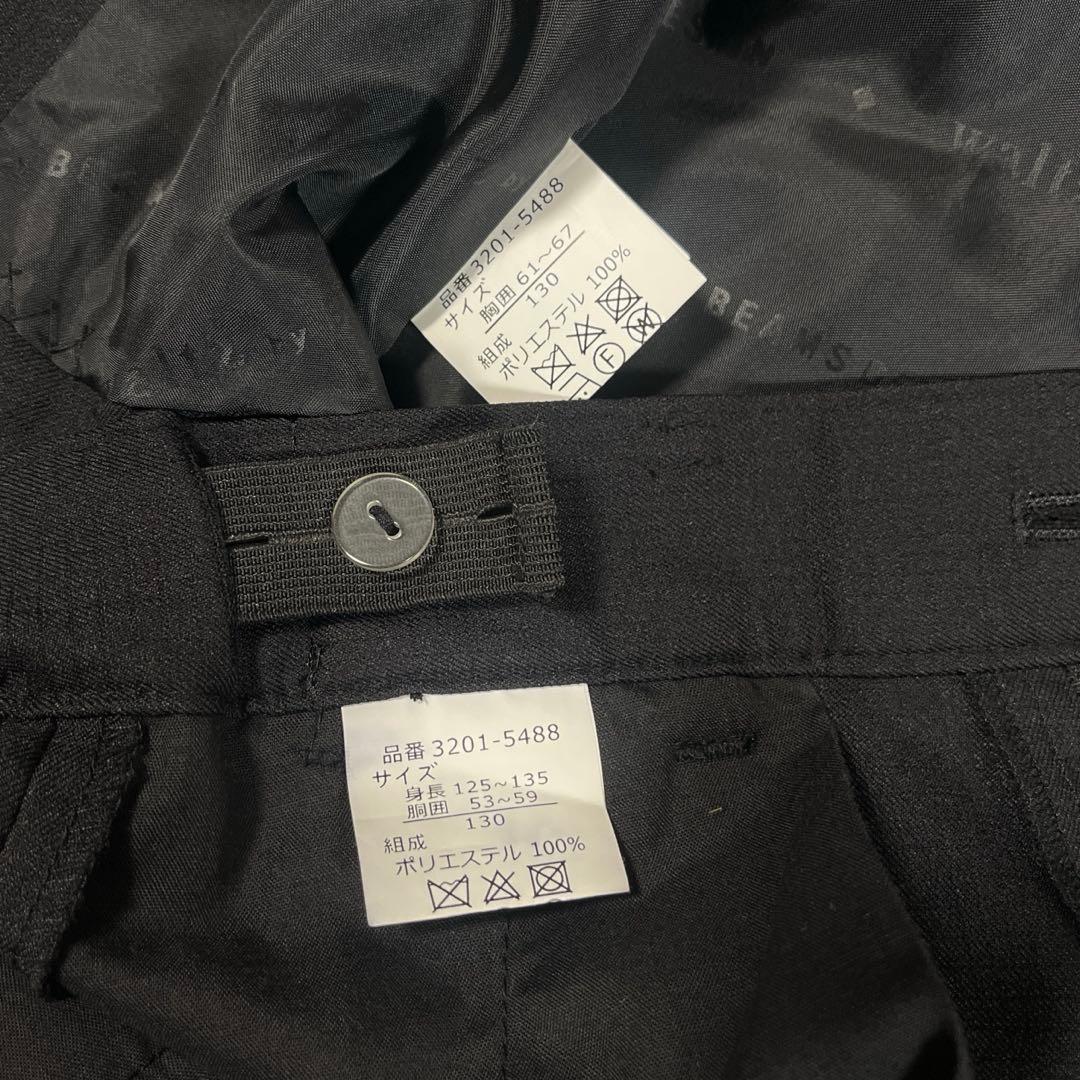 品番 3201-5488
サイズ
胸囲 61~67
130
組成
ポリエステル 100%
F
W
BEAMS
品番 3201-5488
サイズ
身長 125~135
胴囲 53~59
130
組成
ポリエステル 100%